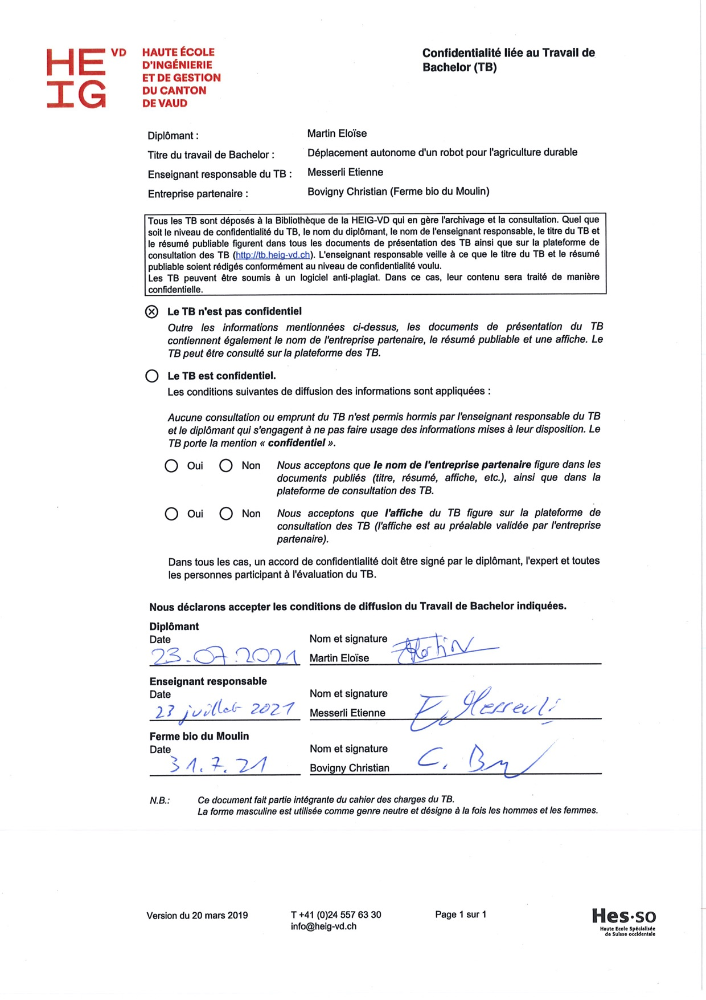 HE VD
IG
HAUTE ÉCOLE
D'INGÉNIERIE
ET DE GESTION
DU CANTON
DE VAUD
Confidentialité liée au Travail de
Bachelor (TB)
Diplômant : Martin Eloïse
Titre du travail de Bachelor : Déplacement autonome d'un robot pour l'agriculture durable
Enseignant responsable du TB : Messerli Etienne
Entreprise partenaire : Bovigny Christian (Ferme bio du Moulin)
Tous les TB sont déposés à la Bibliothèque de la HEIG-VD qui en gère l'archivage et la consultation. Quel que
soit le niveau de confidentialité du TB, le nom du diplômant, le nom de l'enseignant responsable, le titre du TB et
le résumé publiable figurent dans tous les documents de présentation des TB ainsi que sur la plateforme de
consultation des TB (http://tb.heig-vd.ch). L'enseignant responsable veille à ce que le titre du TB et le résumé
publiable soient rédigés conformément au niveau de confidentialité voulu.
Les TB peuvent être soumis à un logiciel anti-plagiat. Dans ce cas, leur contenu sera traité de manière
confidentielle.
Le TB n'est pas confidentiel
Outre les informations mentionnées ci-dessus, les documents de présentation du TB
contiennent également le nom de l'entreprise partenaire, le résumé publiable et une affiche. Le
TB peut être consulté sur la plateforme des TB.
Le TB est confidentiel.
Les conditions suivantes de diffusion des informations sont appliquées :
Aucune consultation ou emprunt du TB n'est permis hormis par l'enseignant responsable du TB
et le diplômant qui s'engagent à ne pas faire usage des informations mises à leur disposition. Le
TB porte la mention « confidentiel ».
Oui Non Nous acceptons que le nom de l'entreprise partenaire figure dans les
documents publiés (titre, résumé, affiche, etc.), ainsi que dans la
plateforme de consultation des TB.
Oui Non Nous acceptons que l'affiche du TB figure sur la plateforme de
consultation des TB (l'affiche est au préalable validée par l'entreprise
partenaire).
Dans tous les cas, un accord de confidentialité doit être signé par le diplômant, l'expert et toutes
les personnes participant à l'évaluation du TB.
Nous déclarons accepter les conditions de diffusion du Travail de Bachelor indiquées.
Diplômant
Date Nom et signature
23.07.2021 Martin Eloïse Martin
Enseignant responsable
Date Nom et signature
23 juillet 2021 Messerli Etienne E. Messerli
Ferme bio du Moulin
Date Nom et signature
31.7.21 Bovigny Christian C.
N.B.: Ce document fait partie intégrante du cahier des charges du TB.
La forme masculine est utilisée comme genre neutre et désigne à la fois les hommes et les femmes.
Version du 20 mars 2019 T +41 (0)24 557 63 30 Page 1 sur 1
info@heig-vd.ch
Hes·so
Haute Ecole Spécialisée
de Suisse occidentale